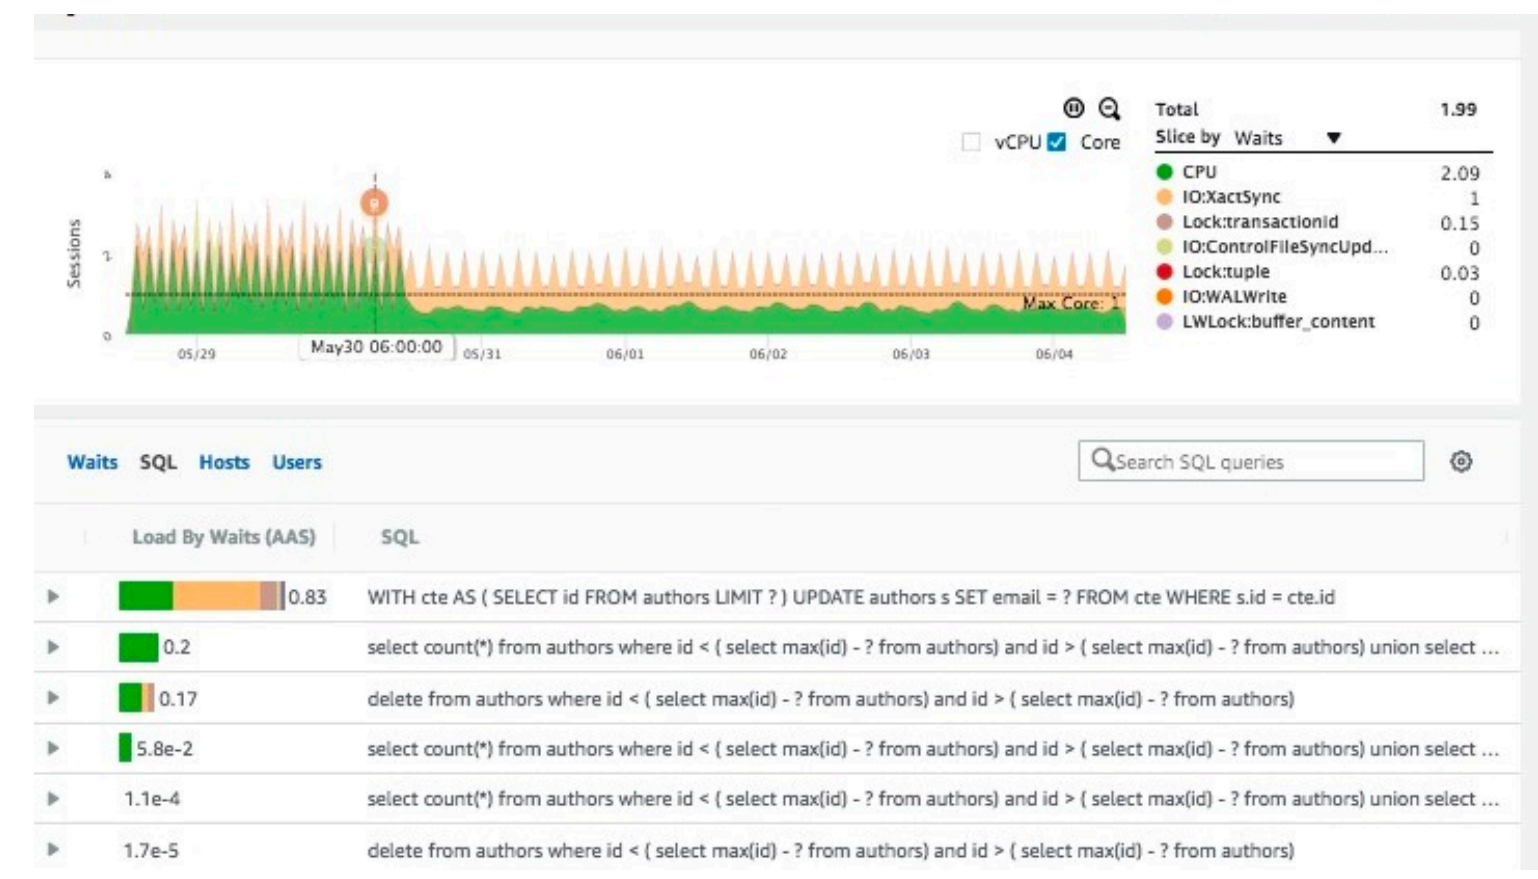 Total 1.99
vCPU Core Slice by Waits
CPU 2.09
IO:XactSync 1
Lock:transactionid 0.15
IO:ControlFileSyncUpd... 0
Lock:tuple 0.03
IO:WALWrite 0
LWLock:buffer_content 0
Sessions
4
2
0
Max Core: 1
05/29 May30 06:00:00 05/31 06/01 06/02 06/03 06/04
Waits SQL Hosts Users Search SQL queries
Load By Waits (AAS) SQL
0.83 WITH cte AS ( SELECT id FROM authors LIMIT ? ) UPDATE authors s SET email = ? FROM cte WHERE s.id = cte.id
0.2 select count(*) from authors where id < ( select max(id) - ? from authors) and id > ( select max(id) - ? from authors) union select ...
0.17 delete from authors where id < ( select max(id) - ? from authors) and id > ( select max(id) - ? from authors)
5.8e-2 select count(*) from authors where id < ( select max(id) - ? from authors) and id > ( select max(id) - ? from authors) union select ...
1.1e-4 select count(*) from authors where id < ( select max(id) - ? from authors) and id > ( select max(id) - ? from authors) union select ...
1.7e-5 delete from authors where id < ( select max(id) - ? from authors) and id > ( select max(id) - ? from authors)